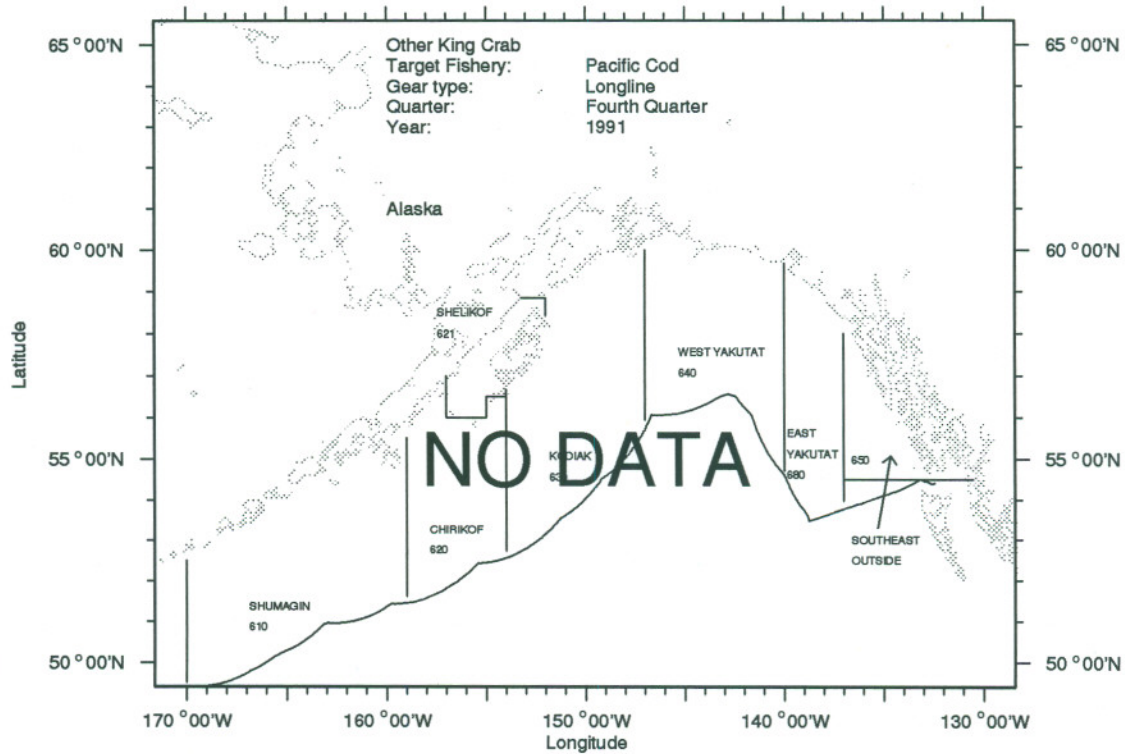 65°00'N
65°00'N
Other King Crab
Target Fishery: Pacific Cod
Gear type: Longline
Quarter: Fourth Quarter
Year: 1991
Alaska
60°00'N
60°00'N
SHELIKOF
621
WEST YAKUTAT
640
Latitude
NO DATA
KODIAK
EAST
YAKUTAT
680
650
55°00'N
55°00'N
CHIRIKOF
620
SOUTHEAST
OUTSIDE
SHUMAGIN
610
50°00'N
50°00'N
170°00'W
160°00'W
150°00'W
140°00'W
130°00'W
Longitude